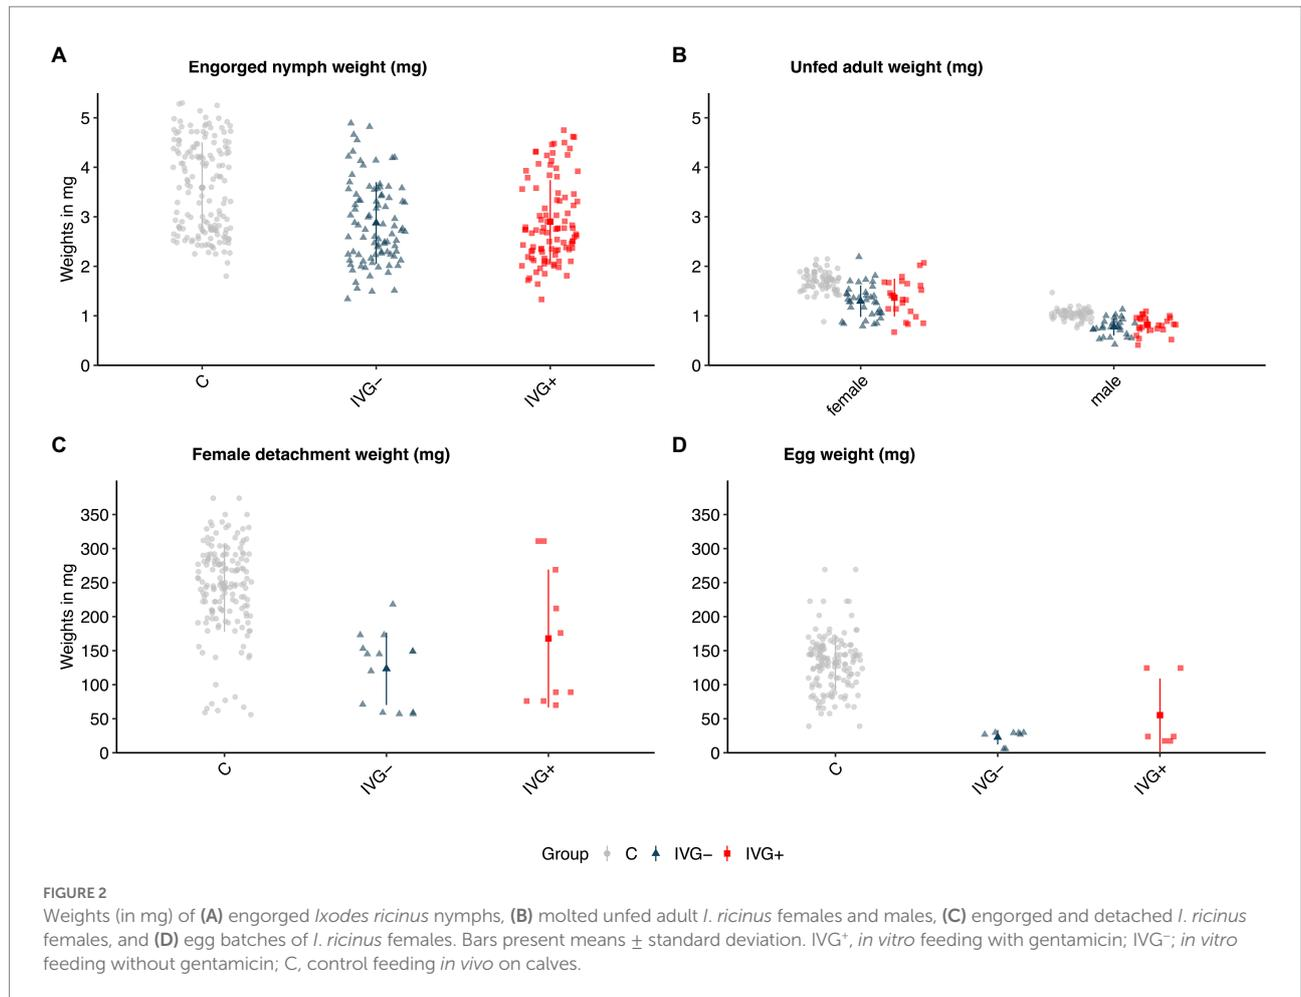 A
Engorged nymph weight (mg)
Weights in mg
5
4
3
2
1
0
C
IVG−
IVG+
B
Unfed adult weight (mg)
5
4
3
2
1
0
female
male
C
Female detachment weight (mg)
Weights in mg
350
300
250
200
150
100
50
0
C
IVG−
IVG+
D
Egg weight (mg)
350
300
250
200
150
100
50
0
C
IVG−
IVG+
Group C IVG− IVG+
FIGURE 2
Weights (in mg) of (A) engorged Ixodes ricinus nymphs, (B) molted unfed adult I. ricinus females and males, (C) engorged and detached I. ricinus
females, and (D) egg batches of I. ricinus females. Bars present means ± standard deviation. IVG⁺, in vitro feeding with gentamicin; IVG⁻; in vitro
feeding without gentamicin; C, control feeding in vivo on calves.